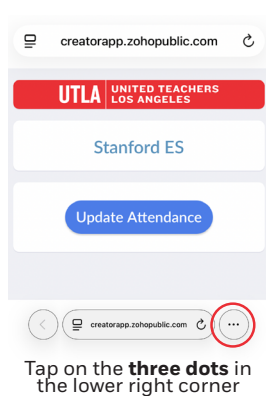 creatorapp.zohopublic.com
UTLA UNITED TEACHERS
LOS ANGELES
Stanford ES
Update Attendance
creatorapp.zohopublic.com
Tap on the three dots in
the lower right corner